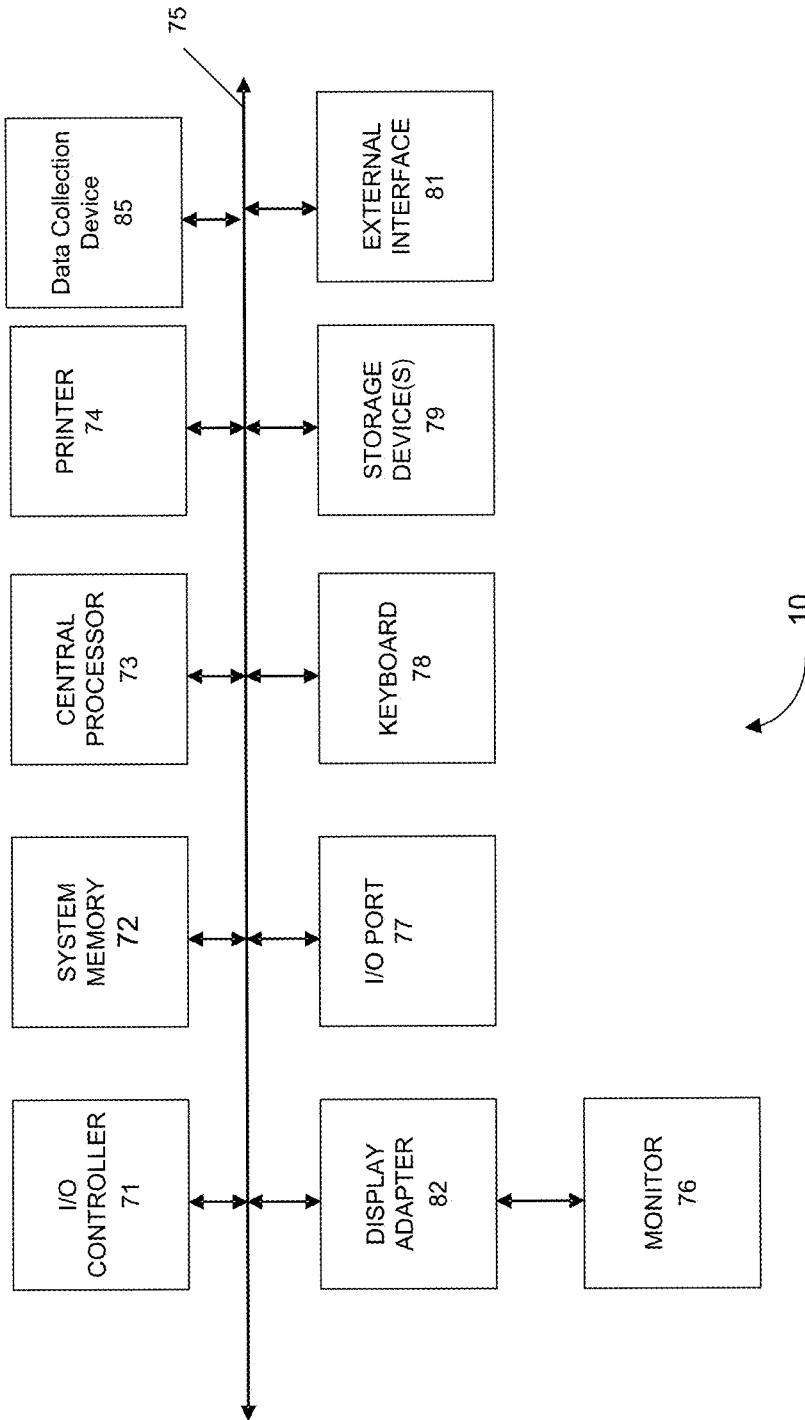 I/O
CONTROLLER
71
SYSTEM
MEMORY
72
CENTRAL
PROCESSOR
73
PRINTER
74
Data Collection
Device
85
75
DISPLAY
ADAPTER
82
I/O PORT
77
KEYBOARD
78
STORAGE
DEVICE(S)
79
EXTERNAL
INTERFACE
81
MONITOR
76
10